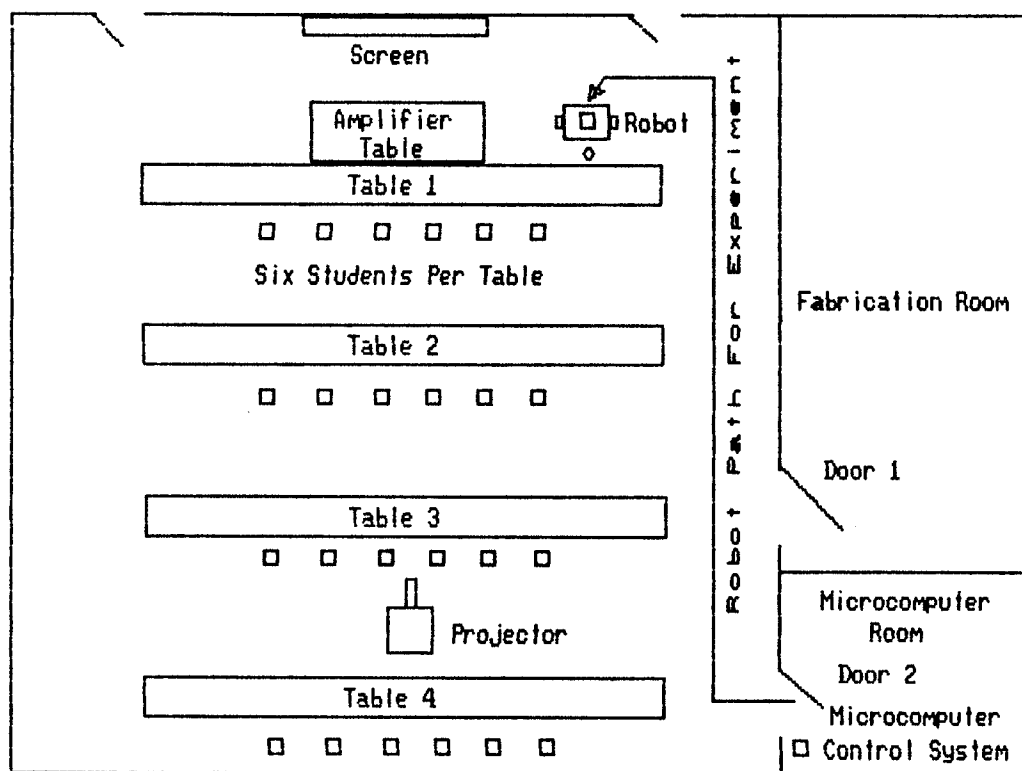 Screen
Amplifier
Table
Robot
Table 1
Six Students Per Table
Table 2
Table 3
Projector
Table 4
Robot Path For Experiment
Fabrication Room
Door 1
Microcomputer
Room
Door 2
Microcomputer
Control System